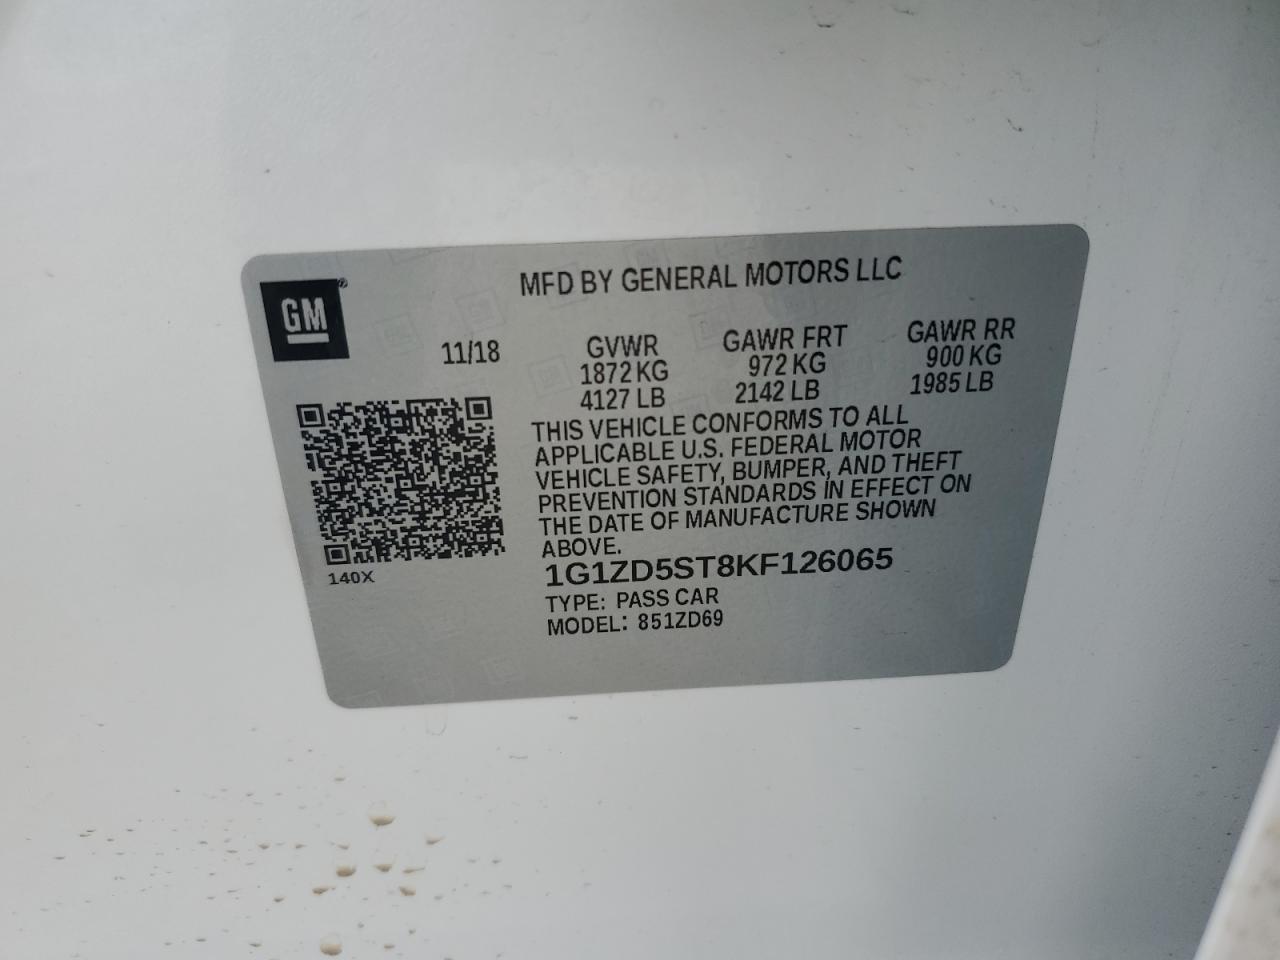 GM®
MFD BY GENERAL MOTORS LLC
11/18
GVWR GAWR FRT GAWR RR
1872 KG 972 KG 900 KG
4127 LB 2142 LB 1985 LB
THIS VEHICLE CONFORMS TO ALL
APPLICABLE U.S. FEDERAL MOTOR
VEHICLE SAFETY, BUMPER, AND THEFT
PREVENTION STANDARDS IN EFFECT ON
THE DATE OF MANUFACTURE SHOWN
ABOVE.
140X
1G1ZD5ST8KF126065
TYPE: PASS CAR
MODEL: 851ZD69